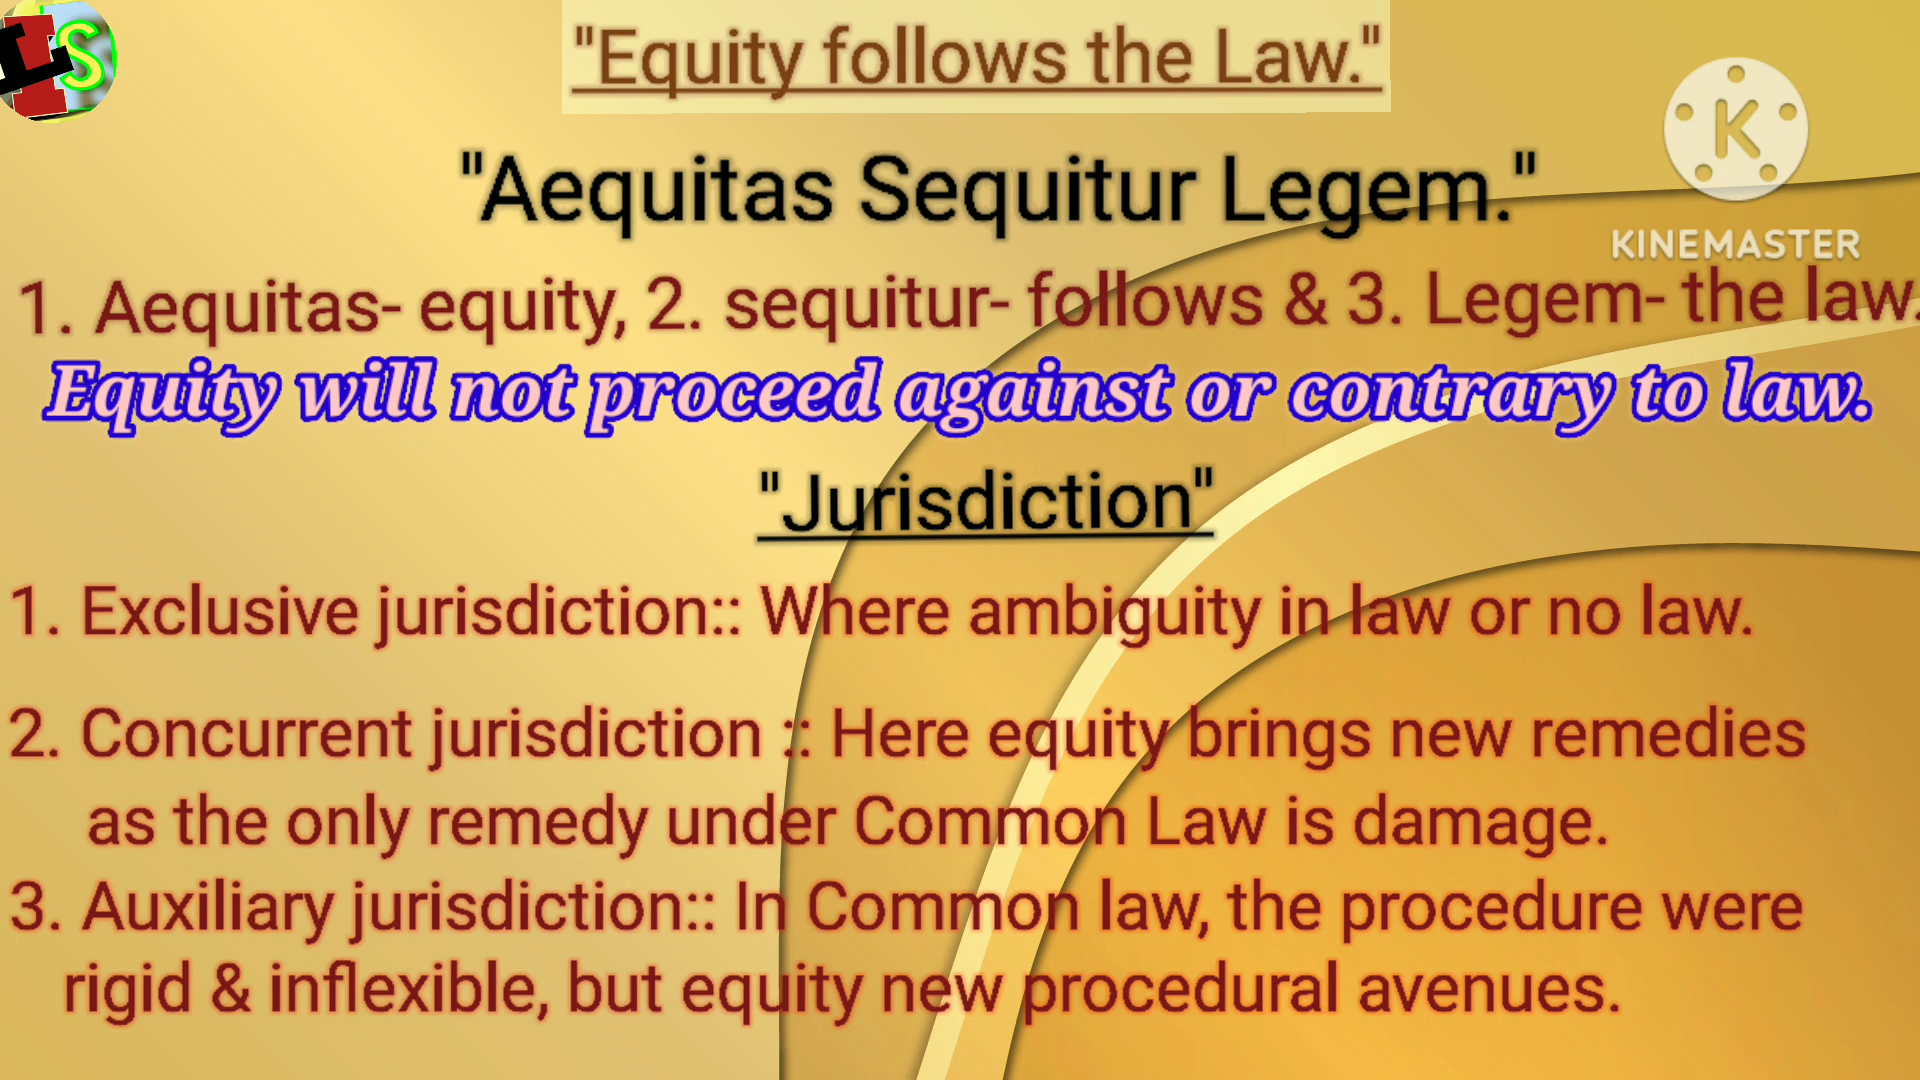 LS
"Equity follows the Law."
"Aequitas Sequitur Legem."
K
KINEMASTER
1. Aequitas- equity, 2. sequitur- follows & 3. Legem- the law.
Equity will not proceed against or contrary to law.
"Jurisdiction"
1. Exclusive jurisdiction:: Where ambiguity in law or no law.
2. Concurrent jurisdiction :: Here equity brings new remedies
as the only remedy under Common Law is damage.
3. Auxiliary jurisdiction:: In Common law, the procedure were
rigid & inflexible, but equity new procedural avenues.